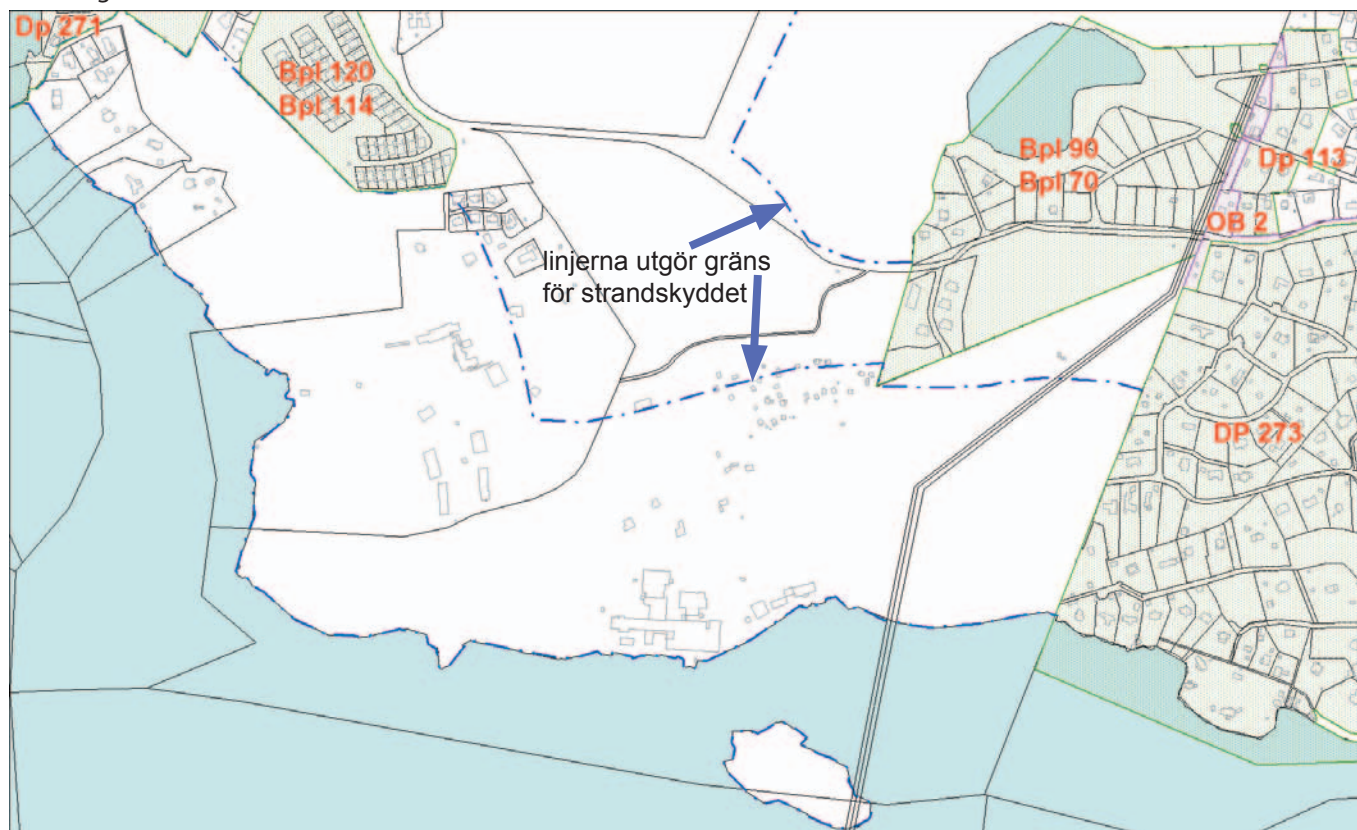 Dp 271
Bpl 120
Bpl 114
Bpl 90
Bpl 70
Dp 113
OB 2
linjerna utgör gräns
för strandskyddet
DP 273